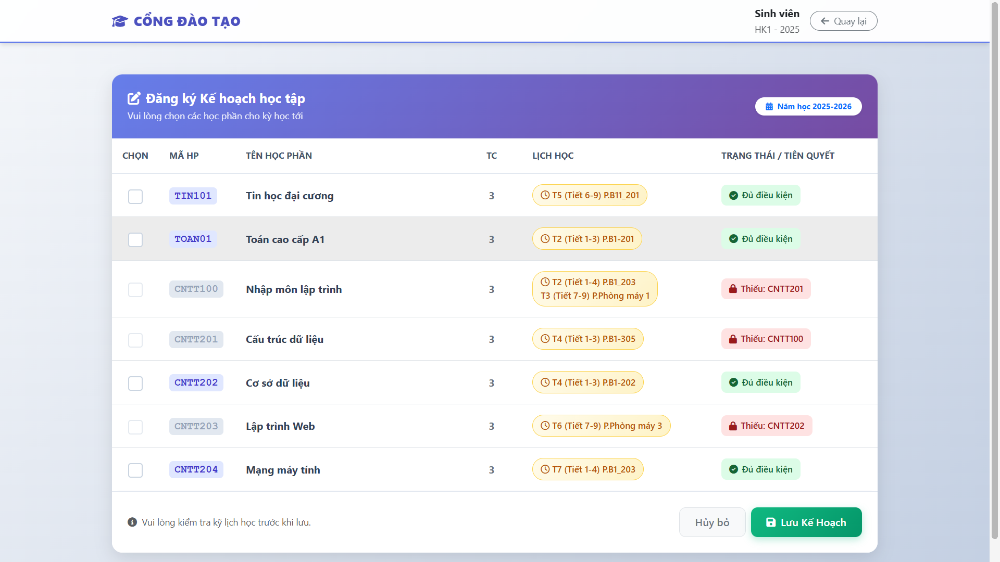 CỔNG ĐÀO TẠO
Sinh viên
HK1 - 2025
Quay lại
Đăng ký Kế hoạch học tập
Vui lòng chọn các học phần cho kỳ học tới
Năm học 2025-2026
CHỌN MÃ HP TÊN HỌC PHẦN TC LỊCH HỌC TRẠNG THÁI / TIÊN QUYẾT
TIN101 Tin học đại cương 3 T5 (Tiết 6-9) P.B11_201 Đủ điều kiện
TOAN01 Toán cao cấp A1 3 T2 (Tiết 1-3) P.B1-201 Đủ điều kiện
CNTT100 Nhập môn lập trình 3 T2 (Tiết 1-4) P.B1_203
T3 (Tiết 7-9) P.Phòng máy 1 Thiếu: CNTT201
CNTT201 Cấu trúc dữ liệu 3 T4 (Tiết 1-3) P.B1-305 Thiếu: CNTT100
CNTT202 Cơ sở dữ liệu 3 T4 (Tiết 1-3) P.B1-202 Đủ điều kiện
CNTT203 Lập trình Web 3 T6 (Tiết 7-9) P.Phòng máy 3 Thiếu: CNTT202
CNTT204 Mạng máy tính 3 T7 (Tiết 1-4) P.B1_203 Đủ điều kiện
Vui lòng kiểm tra kỹ lịch học trước khi lưu.
Hủy bỏ
Lưu Kế Hoạch